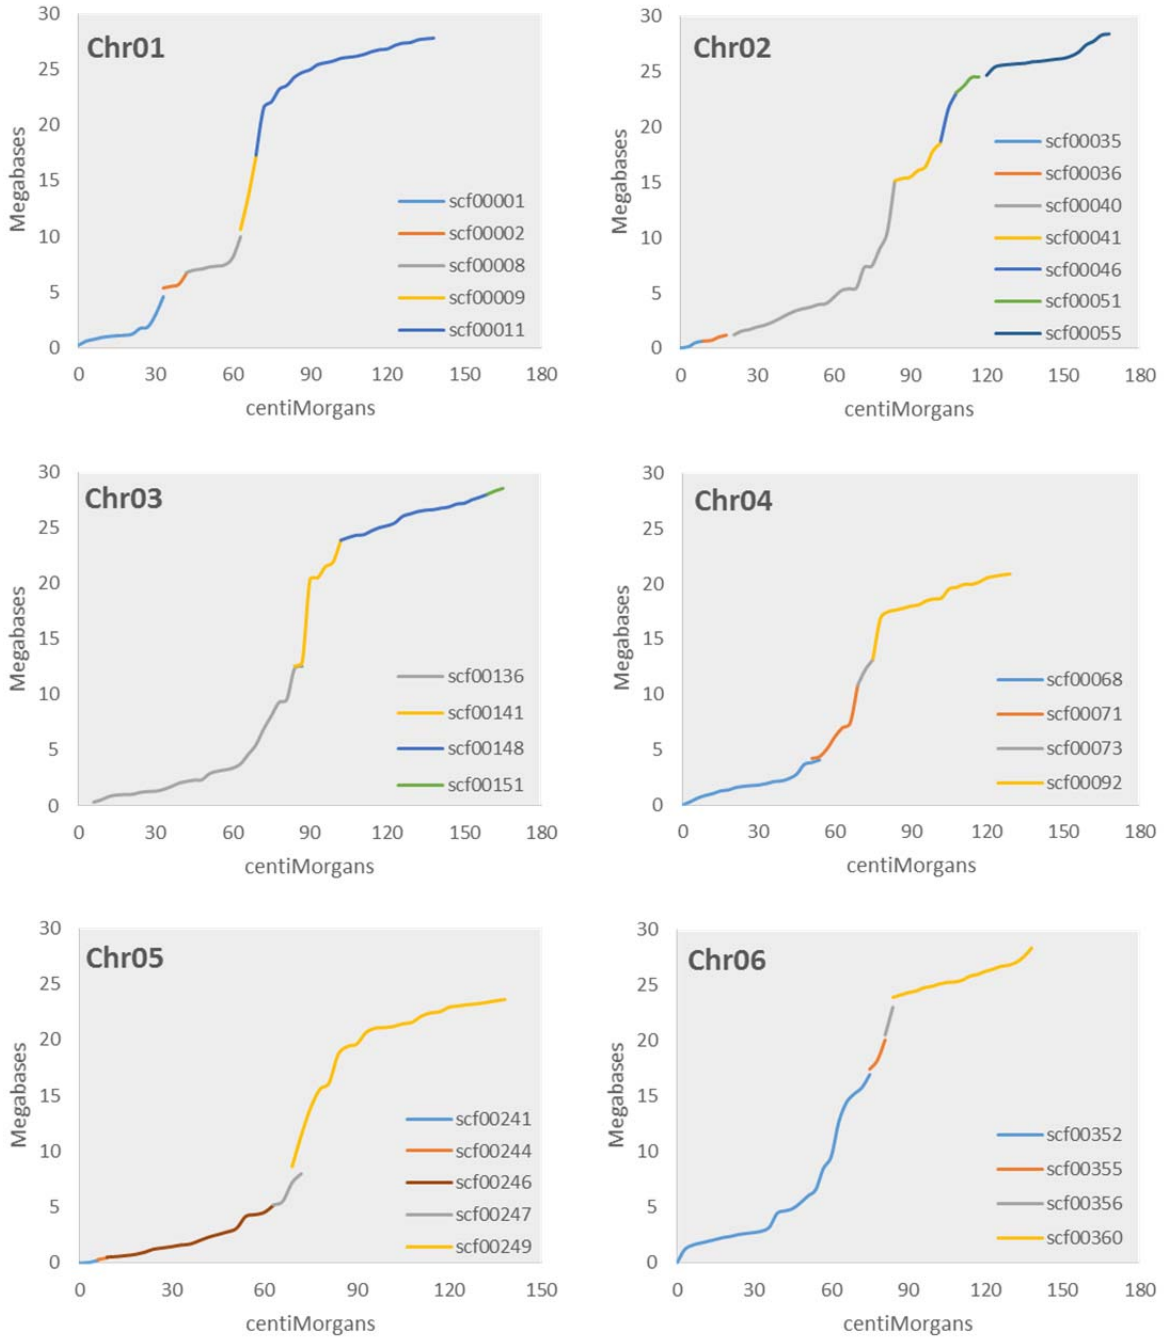 Chr01
Megabases
30
25
20
15
10
5
0
0 30 60 90 120 150 180
centiMorgans
scf00001
scf00002
scf00008
scf00009
scf00011
Chr02
Megabases
30
25
20
15
10
5
0
0 30 60 90 120 150 180
centiMorgans
scf00035
scf00036
scf00040
scf00041
scf00046
scf00051
scf00055
Chr03
Megabases
30
25
20
15
10
5
0
0 30 60 90 120 150 180
centiMorgans
scf00136
scf00141
scf00148
scf00151
Chr04
Megabases
30
25
20
15
10
5
0
0 30 60 90 120 150 180
centiMorgans
scf00068
scf00071
scf00073
scf00092
Chr05
Megabases
30
25
20
15
10
5
0
0 30 60 90 120 150
centiMorgans
scf00241
scf00244
scf00246
scf00247
scf00249
Chr06
Megabases
30
25
20
15
10
5
0
0 30 60 90 120 150 180
centiMorgans
scf00352
scf00355
scf00356
scf00360